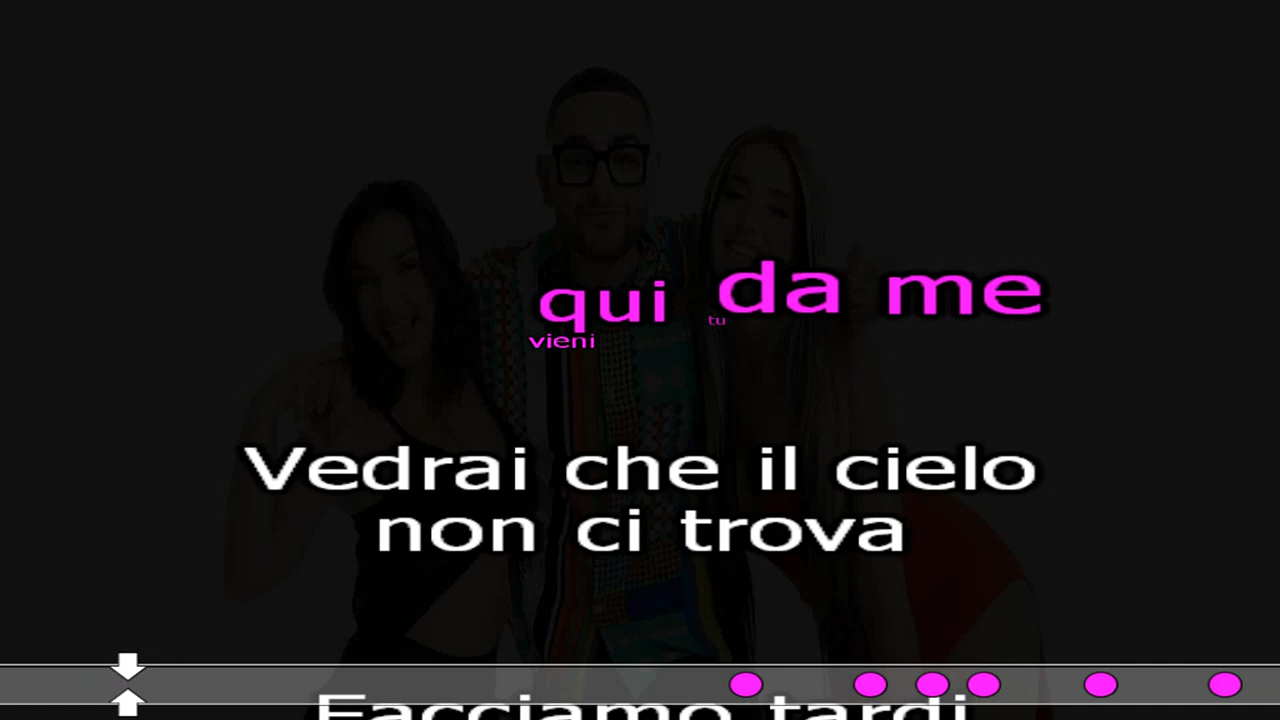 tu vieni qui da me
Vedrai che il cielo
non ci trova
Facciamo tardi